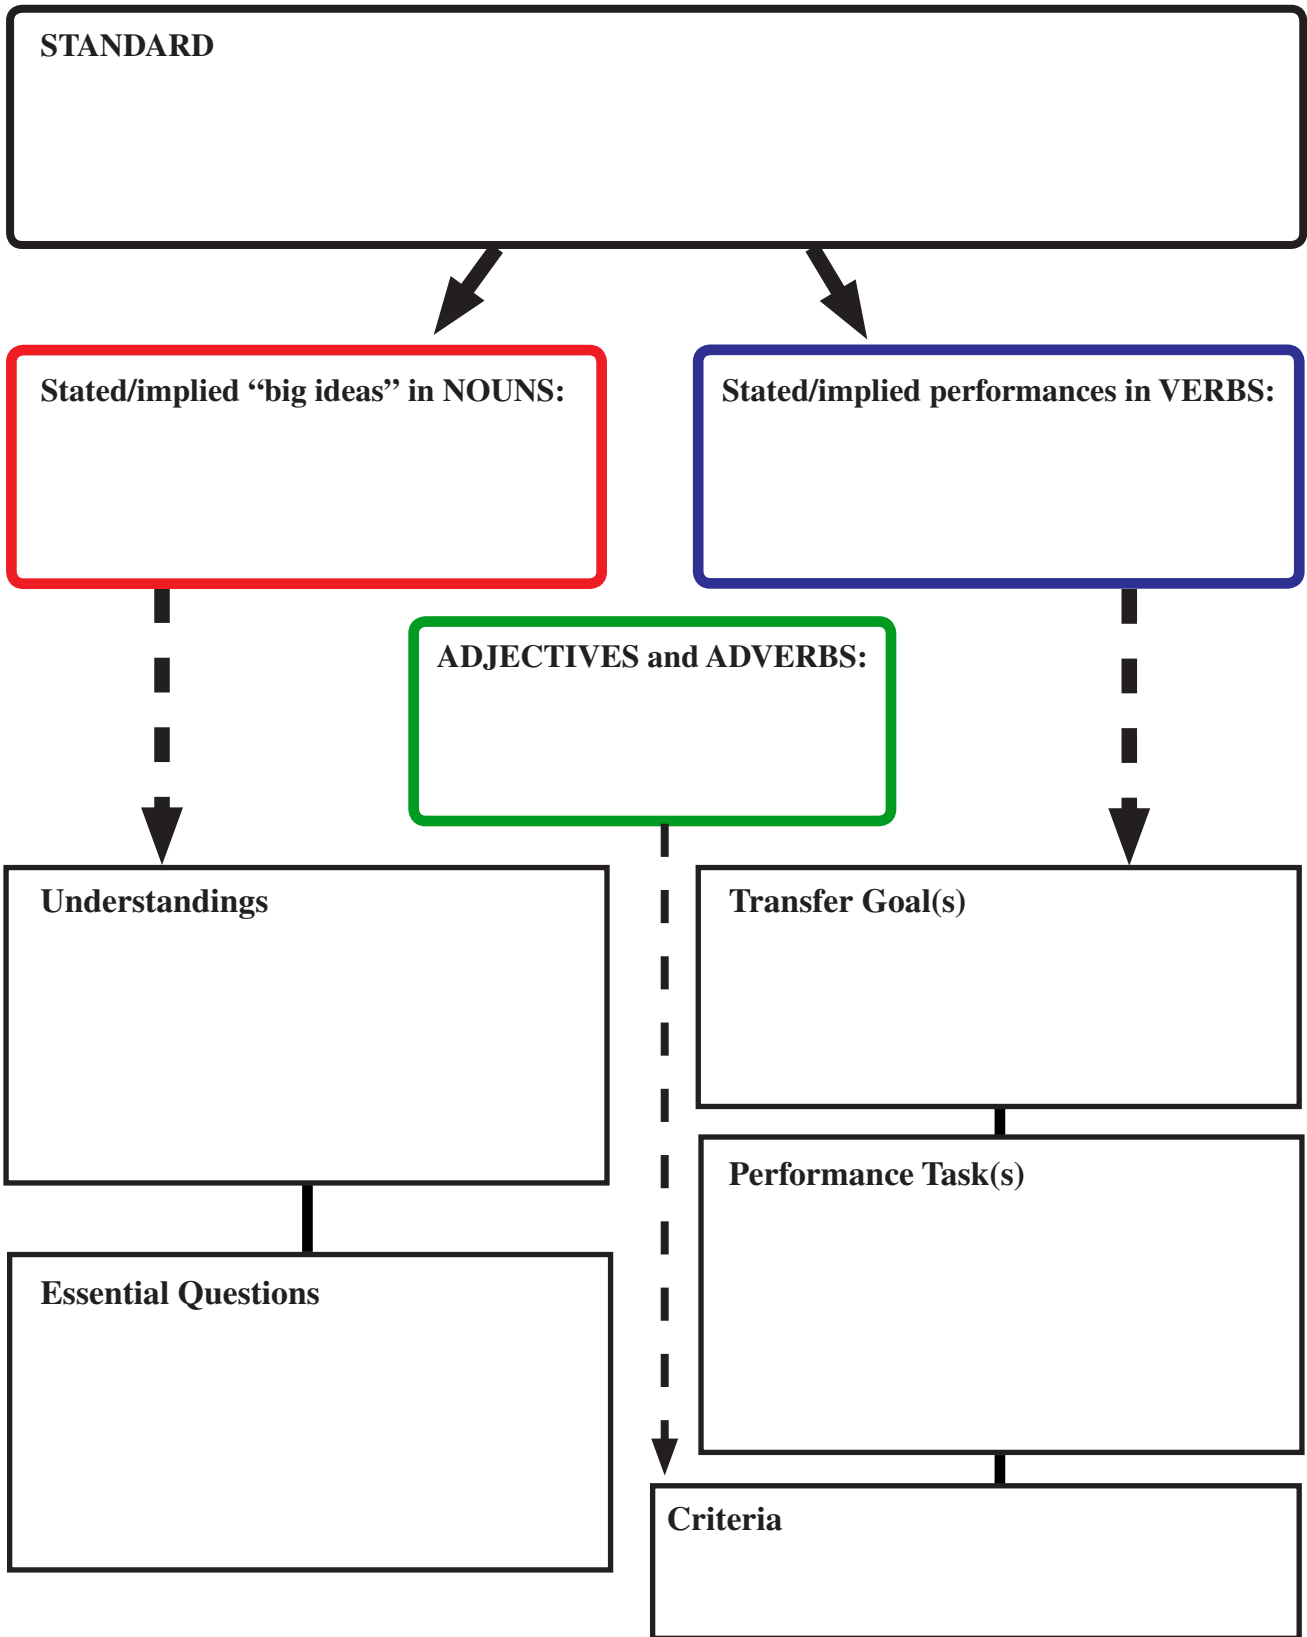 STANDARD
Stated/implied “big ideas” in NOUNS:
Stated/implied performances in VERBS:
ADJECTIVES and ADVERBS:
Understandings
Transfer Goal(s)
Performance Task(s)
Essential Questions
Criteria